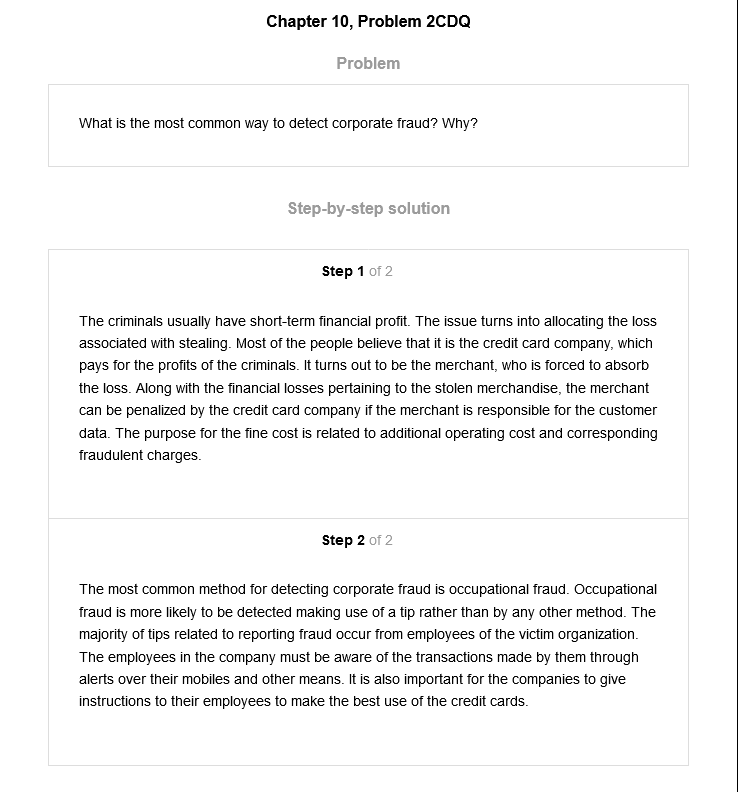 Chapter 10, Problem 2CDQ
Problem
What is the most common way to detect corporate fraud? Why?
Step-by-step solution
Step 1 of 2
The criminals usually have short-term financial profit. The issue turns into allocating the loss
associated with stealing. Most of the people believe that it is the credit card company, which
pays for the profits of the criminals. It turns out to be the merchant, who is forced to absorb
the loss. Along with the financial losses pertaining to the stolen merchandise, the merchant
can be penalized by the credit card company if the merchant is responsible for the customer
data. The purpose for the fine cost is related to additional operating cost and corresponding
fraudulent charges.
Step 2 of 2
The most common method for detecting corporate fraud is occupational fraud. Occupational
fraud is more likely to be detected making use of a tip rather than by any other method. The
majority of tips related to reporting fraud occur from employees of the victim organization.
The employees in the company must be aware of the transactions made by them through
alerts over their mobiles and other means. It is also important for the companies to give
instructions to their employees to make the best use of the credit cards.